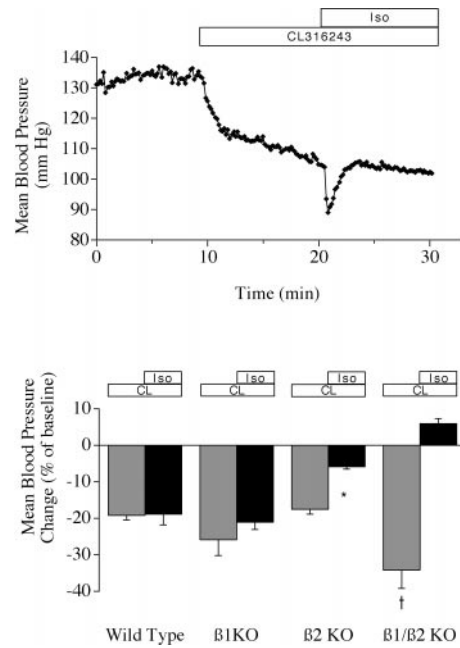 Iso
CL316243
140
130
120
110
100
90
80
Mean Blood Pressure
(mm Hg)
0
10
20
30
Time (min)
Iso
CL
Iso
CL
Iso
CL
Iso
CL
10
0
-10
-20
-30
-40
Mean Blood Pressure
Change (% of baseline)
*
†
Wild Type
ß1KO
ß2 KO
ß1/ß2 KO